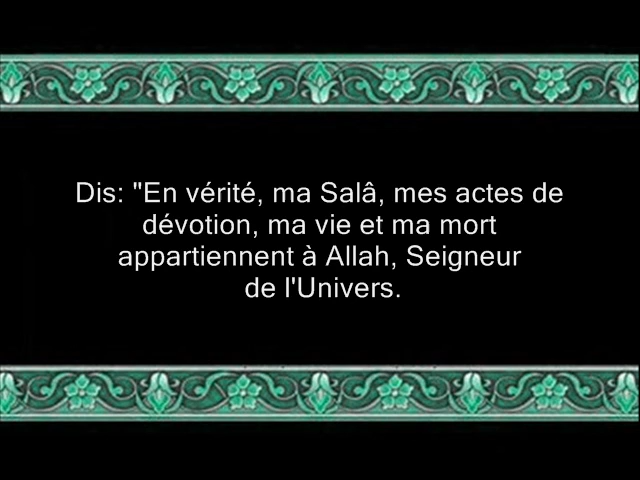 Dis: "En vérité, ma Salâ, mes actes de
dévotion, ma vie et ma mort
appartiennent à Allah, Seigneur
de l'Univers.